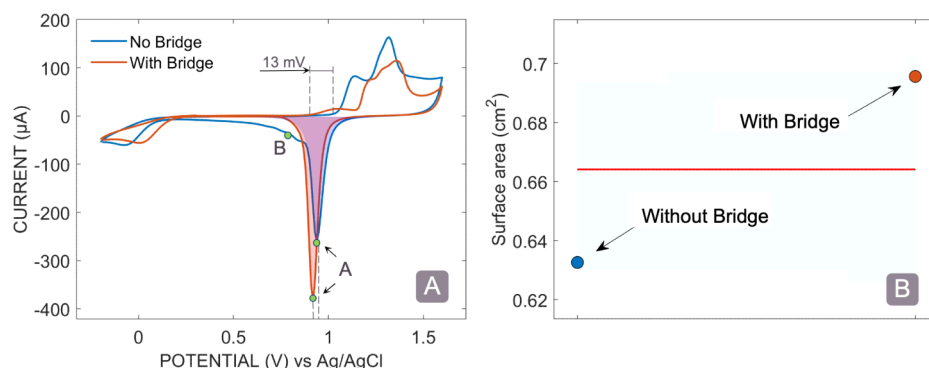 200
100
0
-100
-200
-300
-400
CURRENT (µA)
No Bridge
With Bridge
13 mV
B
A
A
0
0.5
1
1.5
POTENTIAL (V) vs Ag/AgCl
0.7
0.68
0.66
0.64
0.62
Surface area (cm²)
With Bridge
Without Bridge
B